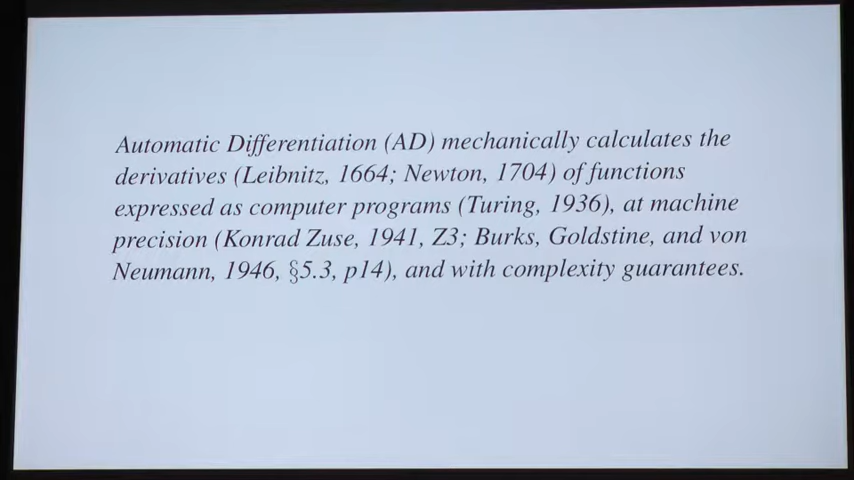 Automatic Differentiation (AD) mechanically calculates the
derivatives (Leibnitz, 1664; Newton, 1704) of functions
expressed as computer programs (Turing, 1936), at machine
precision (Konrad Zuse, 1941, Z3; Burks, Goldstine, and von
Neumann, 1946, §5.3, p14), and with complexity guarantees.